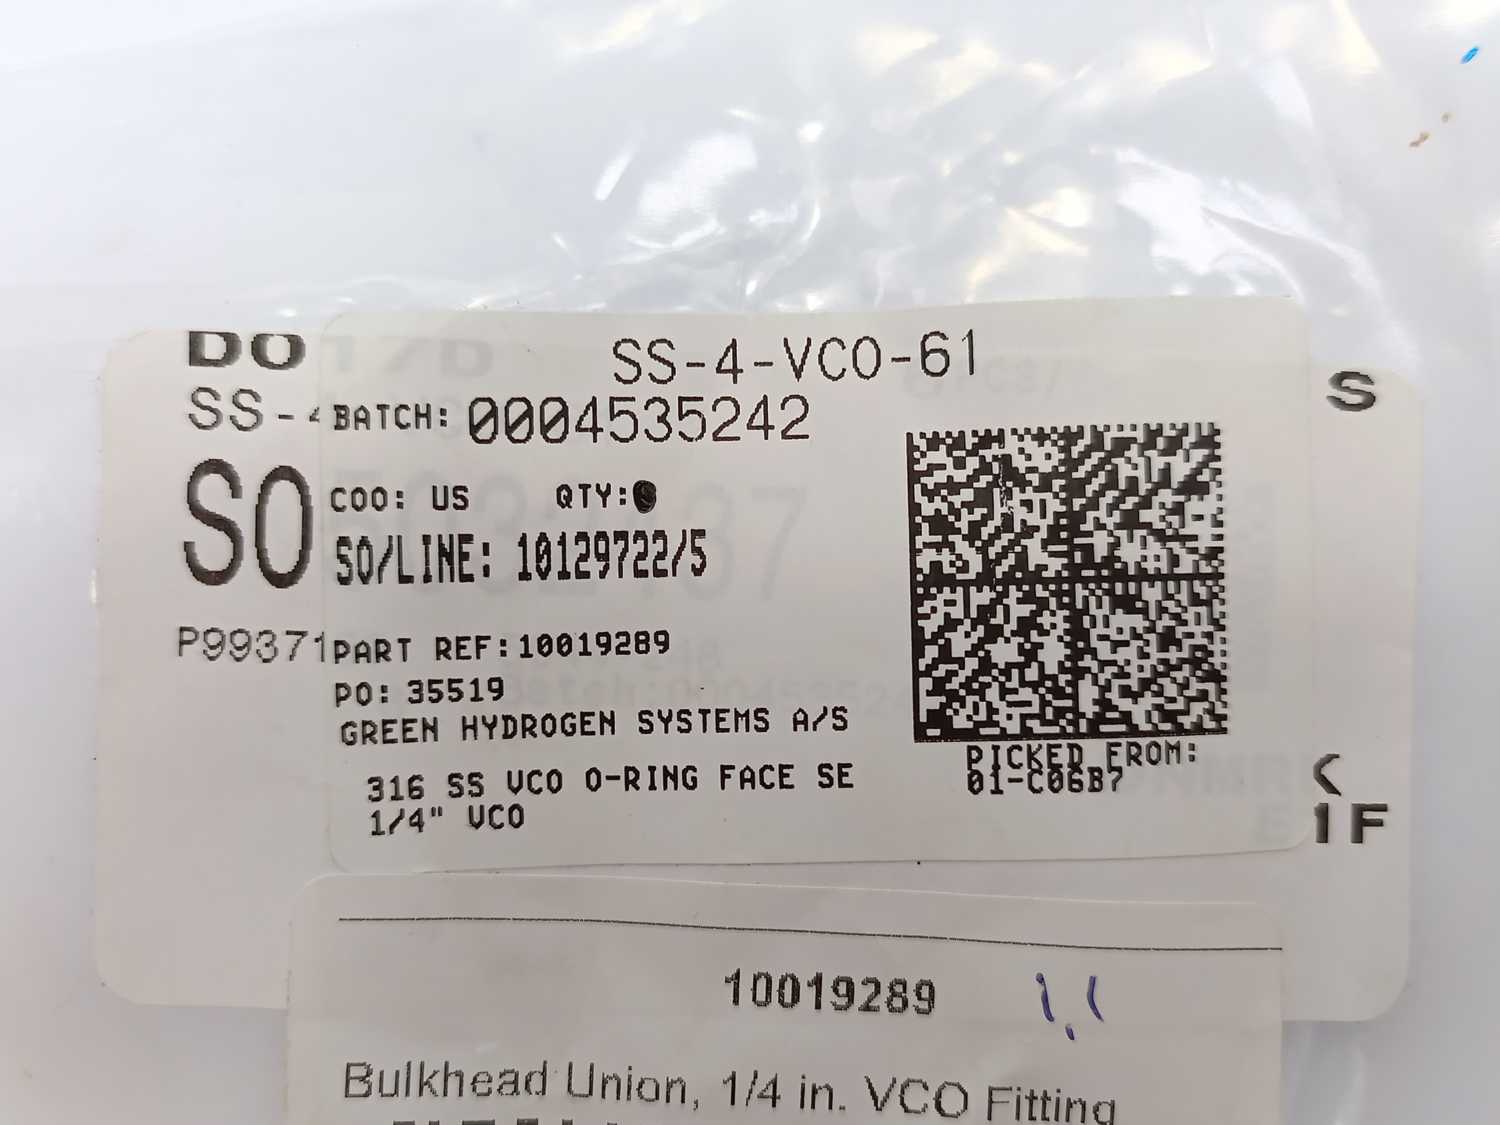 DO
SS-4-VCO-61
S
SS-
BATCH: 0004535242
SO
COO: US QTY:
SO/LINE: 10129722/5
P99371
PART REF:10019289
PO: 35519
GREEN HYDROGEN SYSTEMS A/S
PICKED FROM:
01-C06B7
316 SS VCO O-RING FACE SE
1/4" VCO
1F
10019289
Bulkhead Union, 1/4 in. VCO Fitting